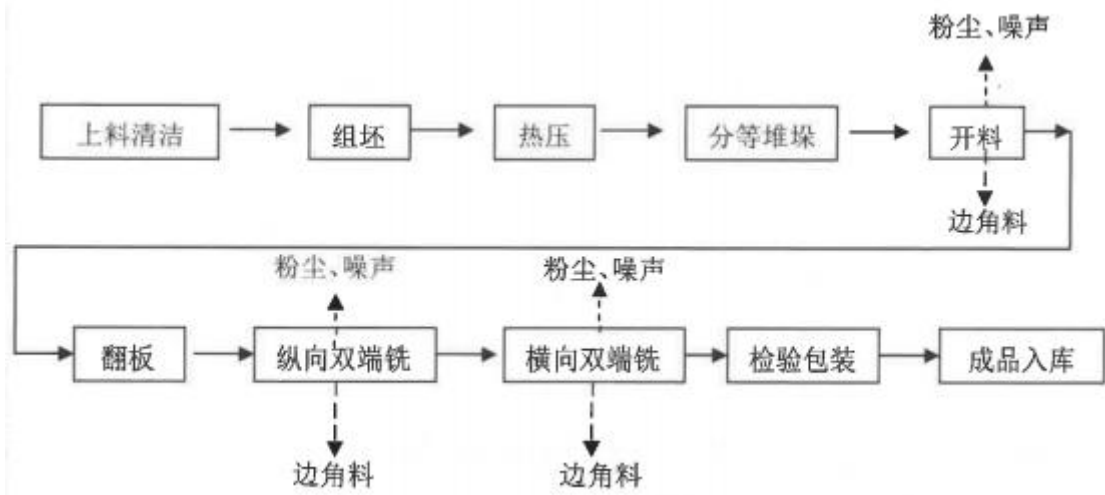 粉尘、噪声
上料清洁
组坯
热压
分等堆垛
开料
边角料
粉尘、噪声
粉尘、噪声
翻板
纵向双端铣
横向双端铣
检验包装
成品入库
边角料
边角料